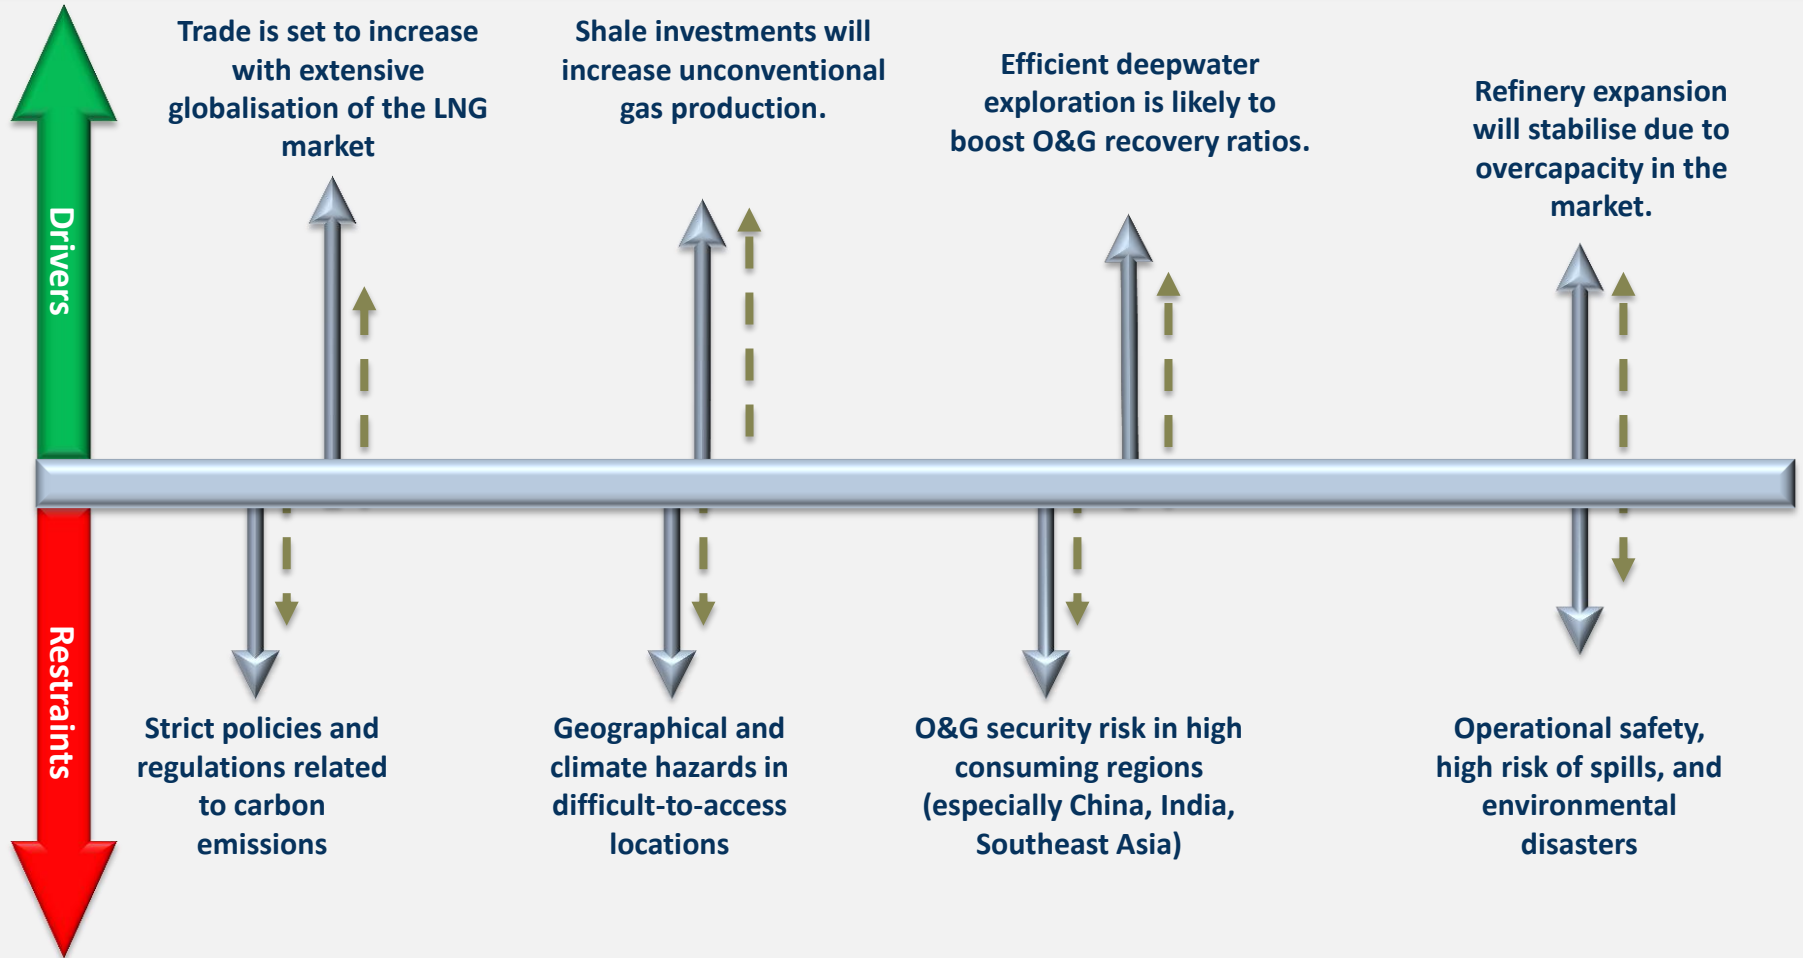 Drivers
Trade is set to increase
with extensive
globalisation of the LNG
market
Shale investments will
increase unconventional
gas production.
Efficient deepwater
exploration is likely to
boost O&G recovery ratios.
Refinery expansion
will stabilise due to
overcapacity in the
market.
Restraints
Strict policies and
regulations related
to carbon
emissions
Geographical and
climate hazards in
difficult-to-access
locations
O&G security risk in high
consuming regions
(especially China, India,
Southeast Asia)
Operational safety,
high risk of spills, and
environmental
disasters